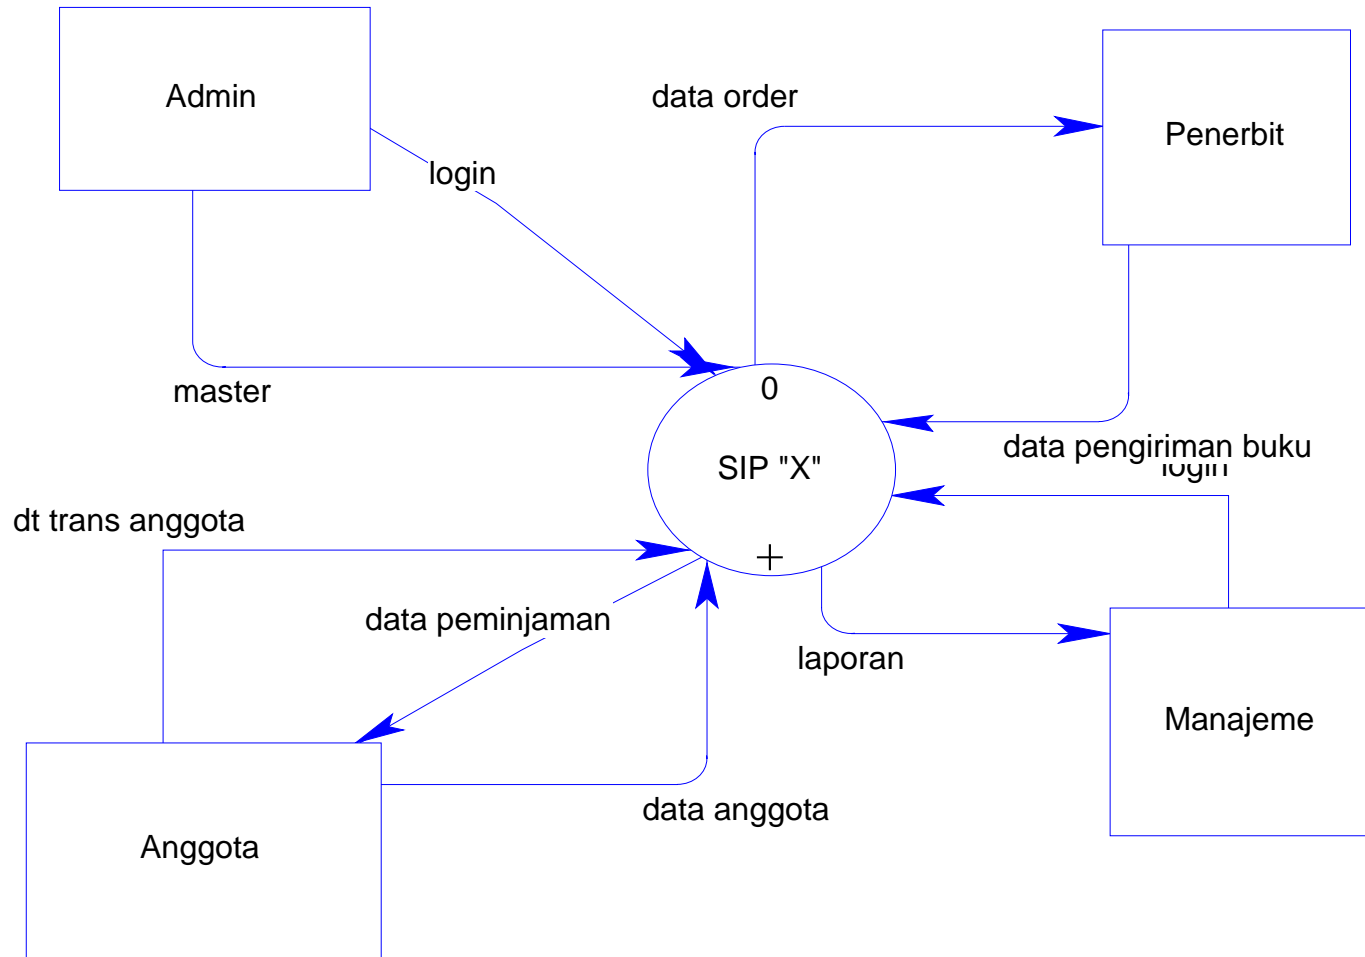 Admin
data order
Penerbit
login
master
0
SIP "X"
data pengiriman buku
login
dt trans anggota
data peminjaman
laporan
Manajeme
data anggota
Anggota